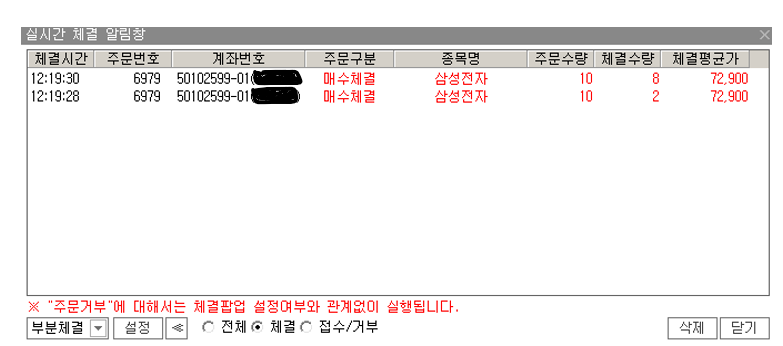 실시간 체결 알림창
체결시간 주문번호 계좌번호 주문구분 종목명 주문수량 체결수량 체결평균가
12:19:30 6979 50102599-01 매수체결 삼성전자 10 8 72,900
12:19:28 6979 50102599-01 매수체결 삼성전자 10 2 72,900
※ "주문거부"에 대해서는 체결팝업 설정여부와 관계없이 실행됩니다.
부분체결 설정 ≪ 전체 체결 접수/거부 삭제 닫기